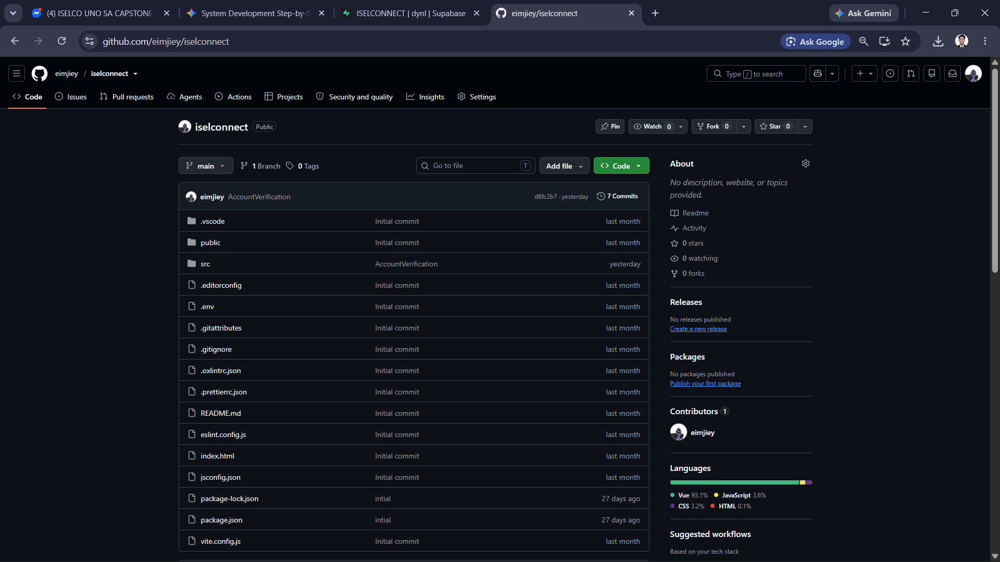 (4) ISELCO UNO SA CAPSTONE
System Development Step-by-S
ISELCONNECT | dynl | Supabase
eimjiey/iselconnect
Ask Gemini
github.com/eimjiey/iselconnect
Ask Google
eimjiey / iselconnect
Type / to search
Code
Issues
Pull requests
Agents
Actions
Projects
Security and quality
Insights
Settings
iselconnect Public
Pin
Watch 0
Fork 0
Star 0
main
1 Branch
0 Tags
Go to file T
Add file
Code
eimjiey AccountVerification d6fc2b7 · yesterday 7 Commits
.vscode Initial commit last month
public Initial commit last month
src AccountVerification yesterday
.editorconfig Initial commit last month
.env Initial commit last month
.gitattributes Initial commit last month
.gitignore Initial commit last month
.oxlintrc.json Initial commit last month
.prettierrc.json Initial commit last month
README.md Initial commit last month
eslint.config.js Initial commit last month
index.html Initial commit last month
jsconfig.json Initial commit last month
package-lock.json intial 27 days ago
package.json intial 27 days ago
vite.config.js Initial commit last month
About
No description, website, or topics
provided.
Readme
Activity
0 stars
0 watching
0 forks
Releases
No releases published
Create a new release
Packages
No packages published
Publish your first package
Contributors 1
eimjiey
Languages
Vue 93.1% JavaScript 3.6%
CSS 3.2% HTML 0.1%
Suggested workflows
Based on your tech stack